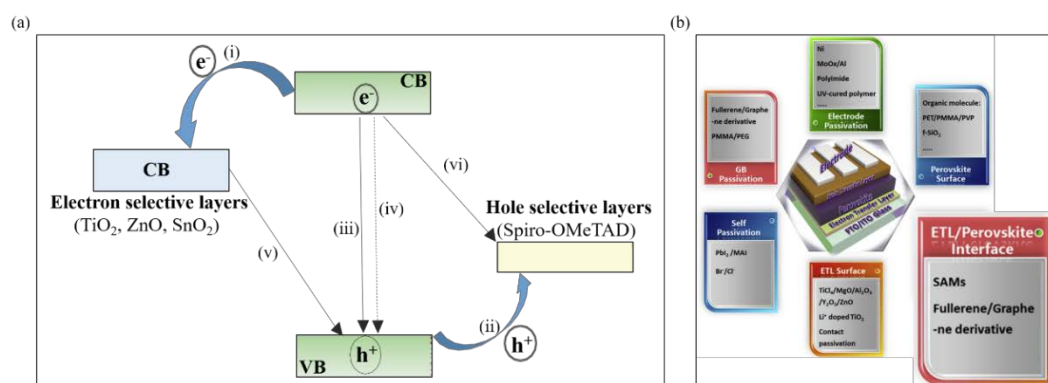 (a)
(i)
e⁻
CB
e⁻
CB
(vi)
Electron selective layers
(TiO₂, ZnO, SnO₂)
(iii)
(iv)
(v)
Hole selective layers
(Spiro-OMeTAD)
(ii)
h⁺
VB
h⁺
(b)
Ni
MoOx/Al
Polyimide
UV-cured polymer
Electrode
Passivation
Fullerene/Graphe
-ne derivative
PMMA/PEG
GB
Passivation
Organic molecule:
PET/PMMA/PVP
f-SiO₂
Perovskite
Surface
Electrode
Perovskite
Electron Transfer Layer
FTO/ITO Glass
Self
Passivation
PbI₂ /MAI
Br⁻/Cl⁻
ETL Surface
TiCl₄/MgO/Al₂O₃
/Y₂O₃/ZnO
Li⁺ doped TiO₂
Contact
passivation
ETL/Perovskite
Interface
SAMs
Fullerene/Graphe
-ne derivative